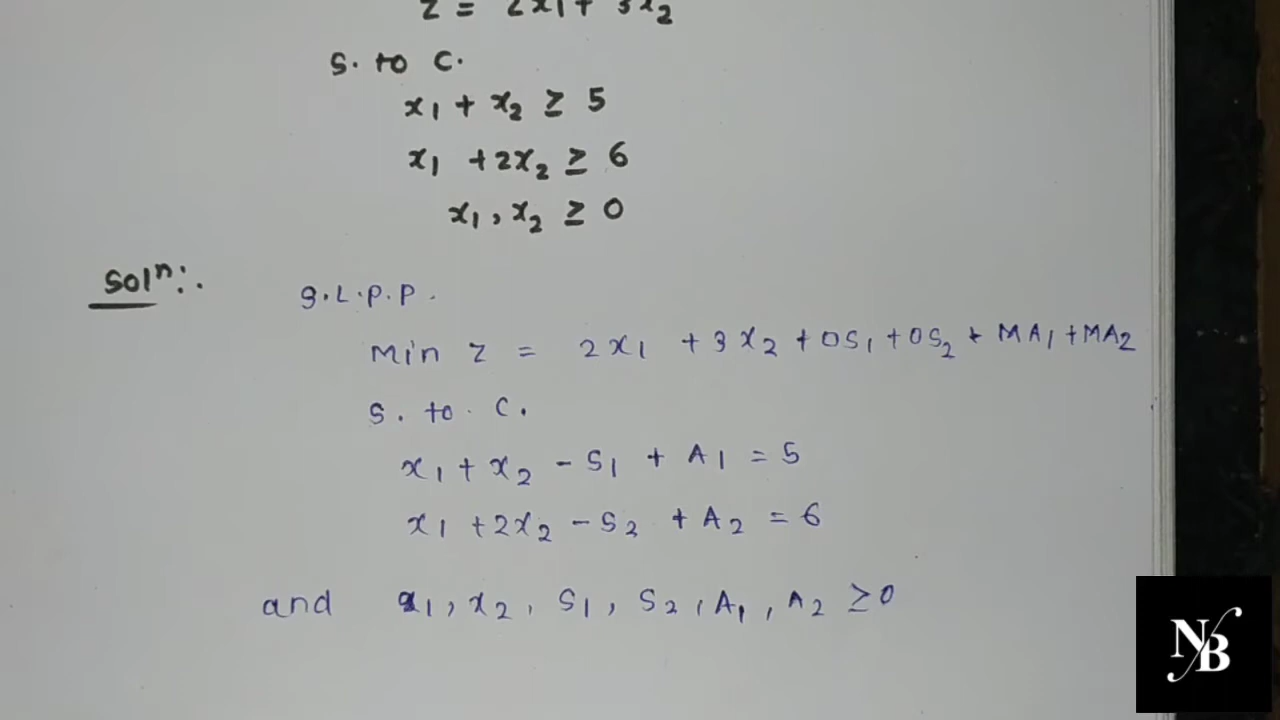 Z = 2x₁ + 3x₂
S. to C.
x₁ + x₂ ≥ 5
x₁ + 2x₂ ≥ 6
x₁, x₂ ≥ 0
Solⁿ:.
g.L.P.P.
Min Z = 2x₁ + 3x₂ + 0S₁ + 0S₂ + MA₁ + MA₂
S. to. C.
x₁ + x₂ - S₁ + A₁ = 5
x₁ + 2x₂ - S₂ + A₂ = 6
and x₁, x₂, S₁, S₂, A₁, A₂ ≥ 0
NB